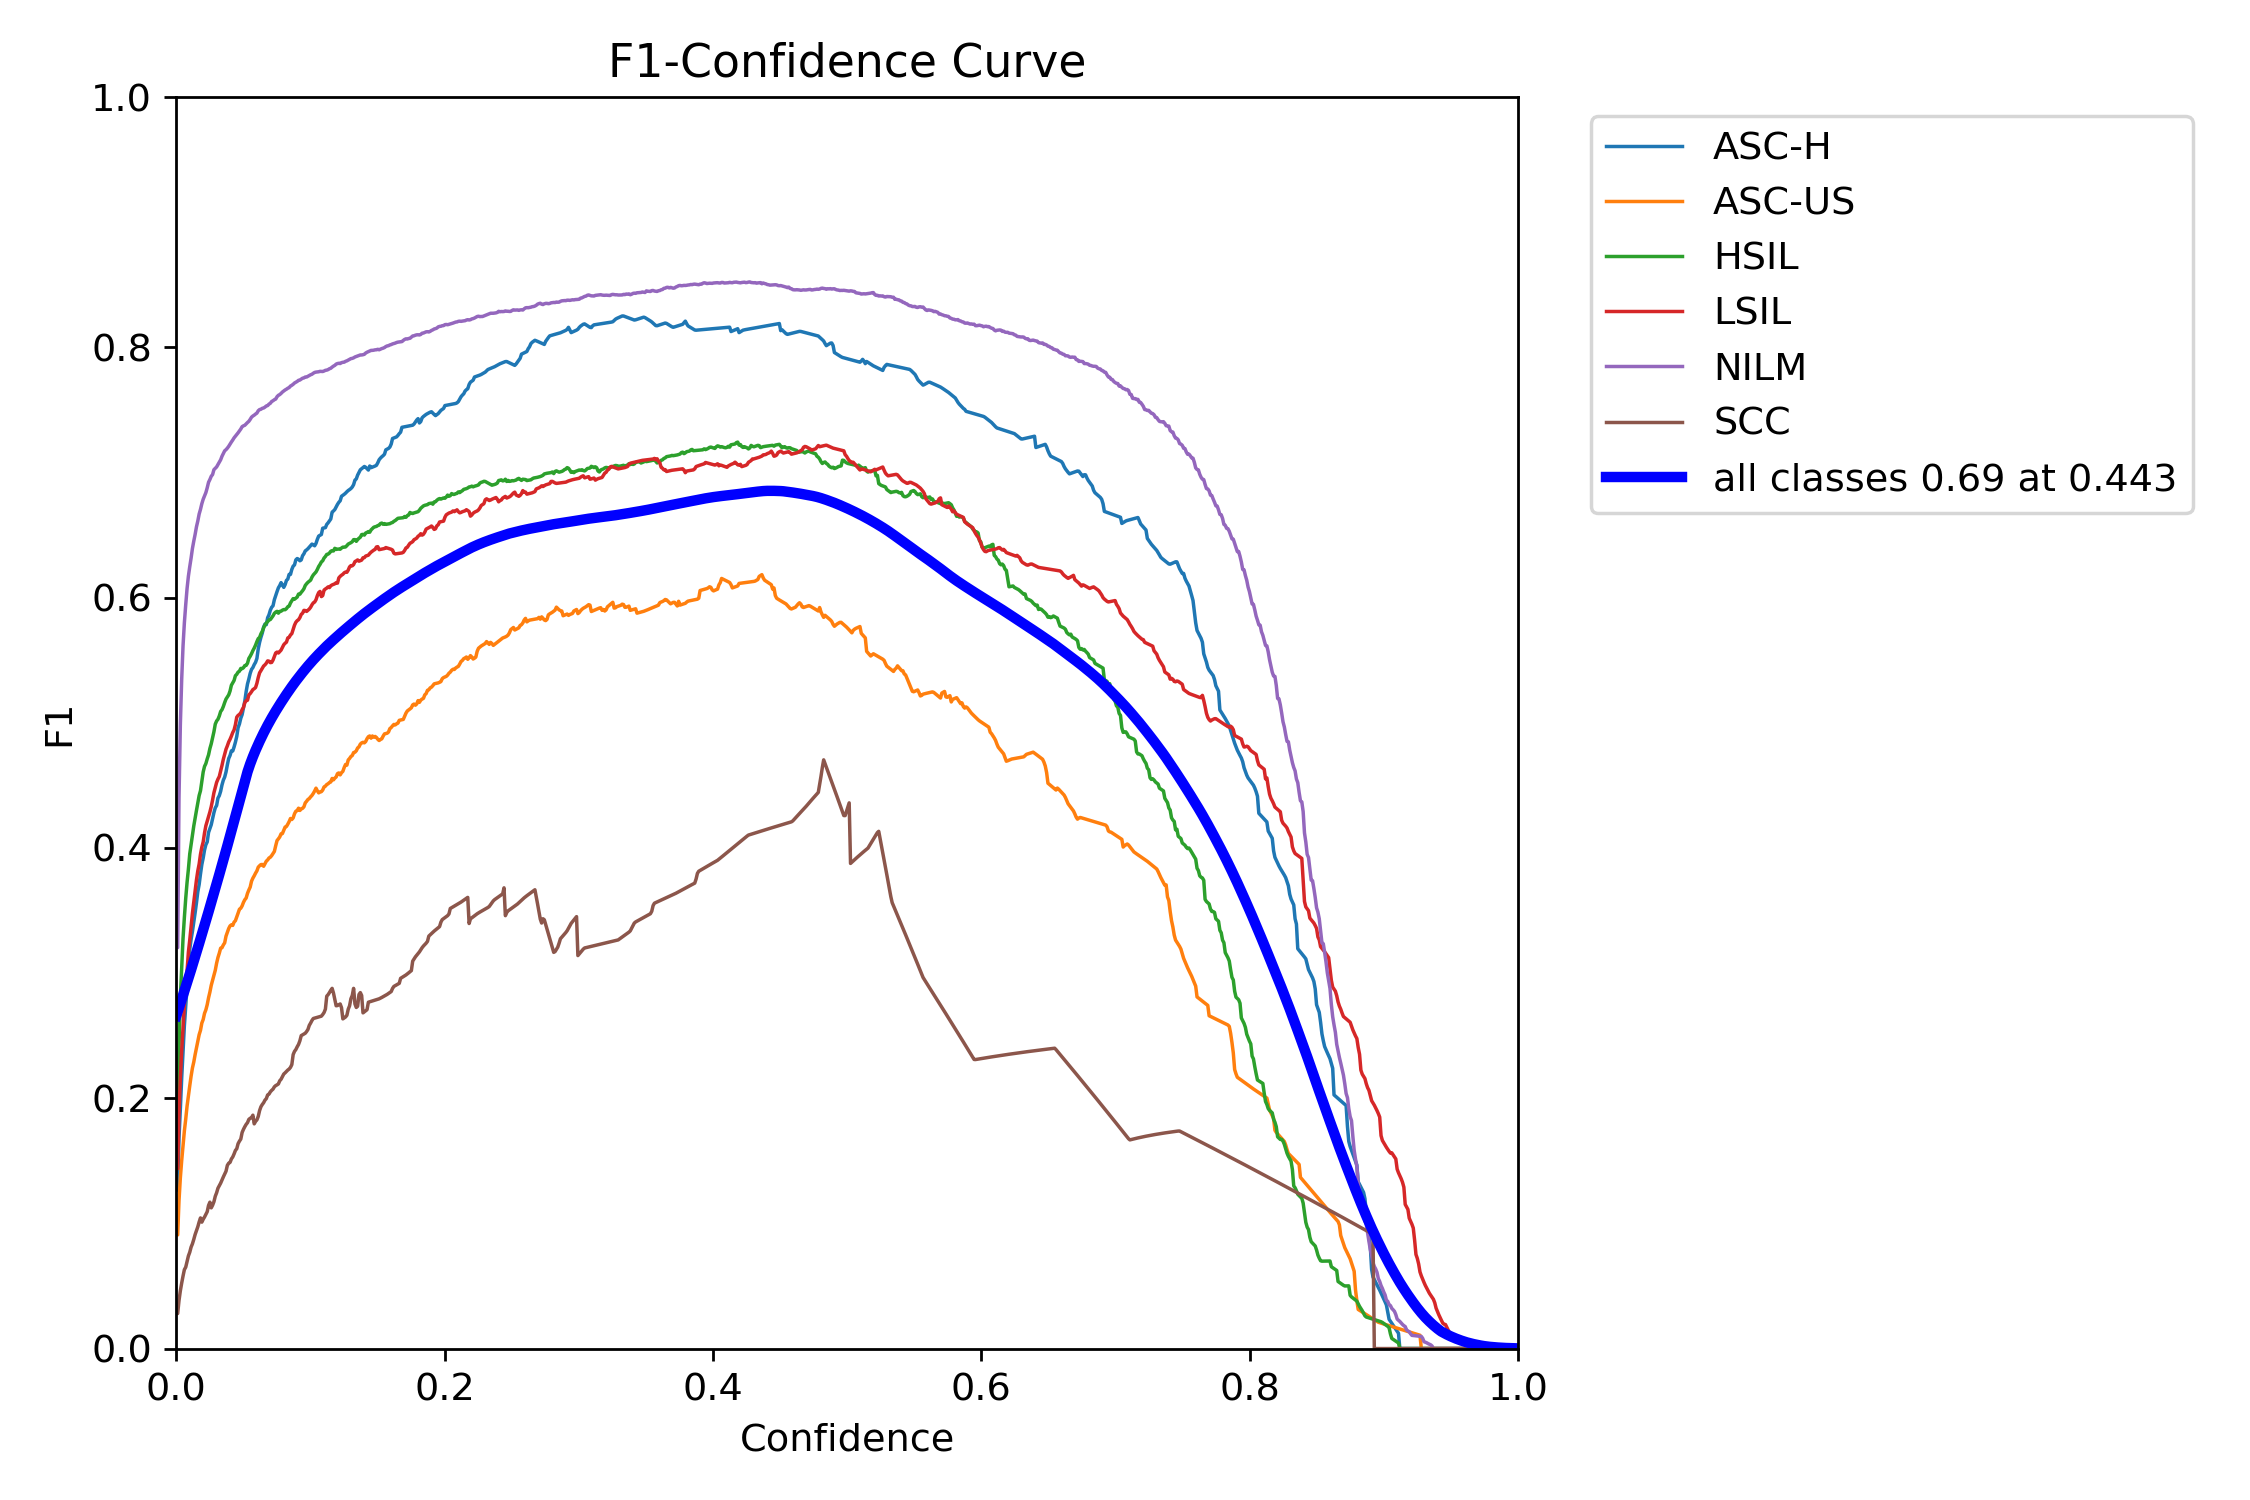 F1-Confidence Curve
1.0
0.8
0.6
0.4
0.2
0.0
F1
0.0 0.2 0.4 0.6 0.8 1.0
Confidence
ASC-H
ASC-US
HSIL
LSIL
NILM
SCC
all classes 0.69 at 0.443